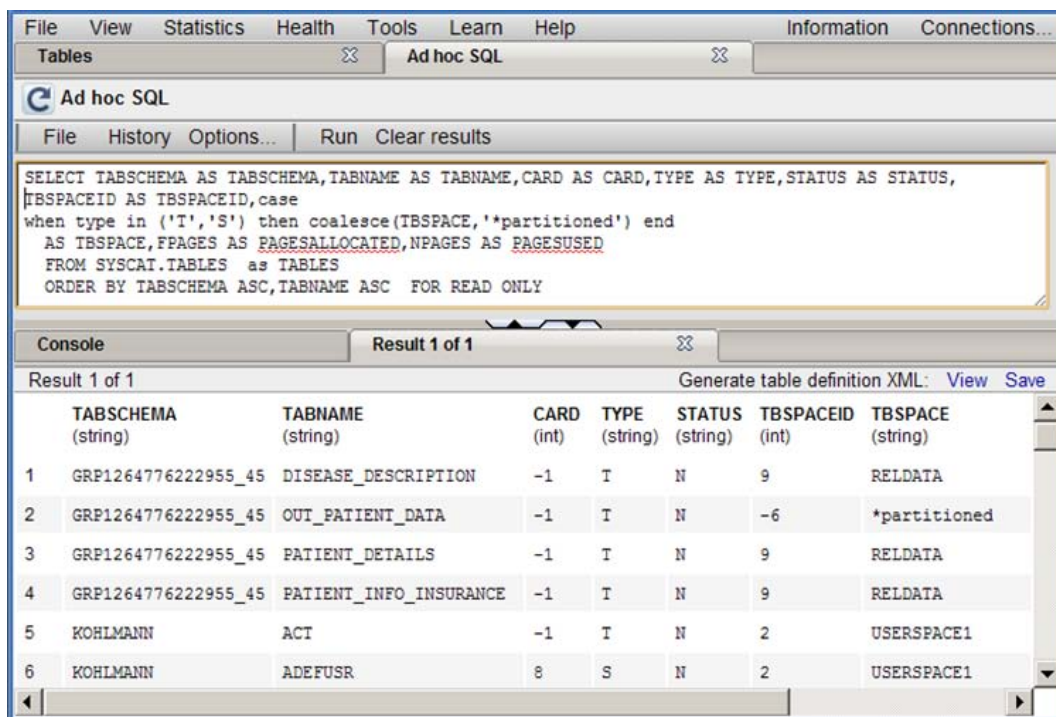 File View Statistics Health Tools Learn Help Information Connections...
Tables Ad hoc SQL
Ad hoc SQL
File History Options... Run Clear results
SELECT TABSCHEMA AS TABSCHEMA,TABNAME AS TABNAME,CARD AS CARD,TYPE AS TYPE,STATUS AS STATUS,
TBSPACEID AS TBSPACEID,case
when type in ('T','S') then coalesce(TBSPACE,'*partitioned') end
AS TBSPACE,FPAGES AS PAGESALLOCATED,NPAGES AS PAGESUSED
FROM SYSCAT.TABLES as TABLES
ORDER BY TABSCHEMA ASC,TABNAME ASC FOR READ ONLY
Console Result 1 of 1
Result 1 of 1 Generate table definition XML: View Save
TABSCHEMA TABNAME CARD TYPE STATUS TBSPACEID TBSPACE
(string) (string) (int) (string) (string) (int) (string)
1 GRP1264776222955_45 DISEASE_DESCRIPTION -1 T N 9 RELDATA
2 GRP1264776222955_45 OUT_PATIENT_DATA -1 T N -6 *partitioned
3 GRP1264776222955_45 PATIENT_DETAILS -1 T N 9 RELDATA
4 GRP1264776222955_45 PATIENT_INFO_INSURANCE -1 T N 9 RELDATA
5 KOHLMANN ACT -1 T N 2 USERSPACE1
6 KOHLMANN ADEFUSR 8 S N 2 USERSPACE1